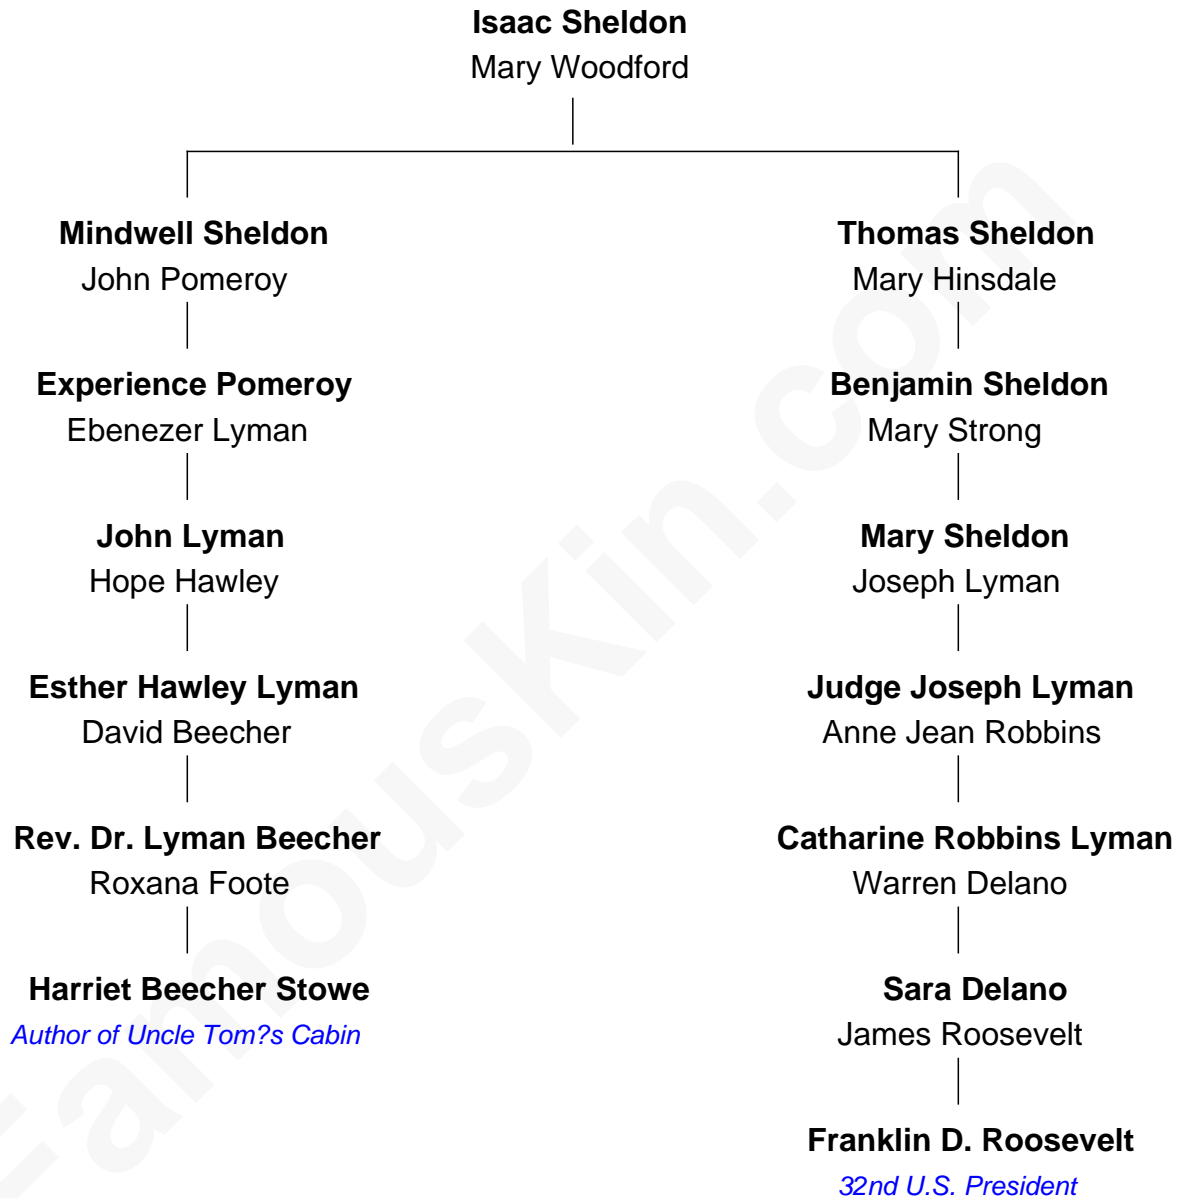 Isaac Sheldon
Mary Woodford
Mindwell Sheldon
John Pomeroy
Thomas Sheldon
Mary Hinsdale
Experience Pomeroy
Ebenezer Lyman
Benjamin Sheldon
Mary Strong
John Lyman
Hope Hawley
Mary Sheldon
Joseph Lyman
Esther Hawley Lyman
David Beecher
Judge Joseph Lyman
Anne Jean Robbins
Rev. Dr. Lyman Beecher
Roxana Foote
Catharine Robbins Lyman
Warren Delano
Harriet Beecher Stowe
Author of Uncle Tom?s Cabin
Sara Delano
James Roosevelt
Franklin D. Roosevelt
32nd U.S. President
FamousKin.com